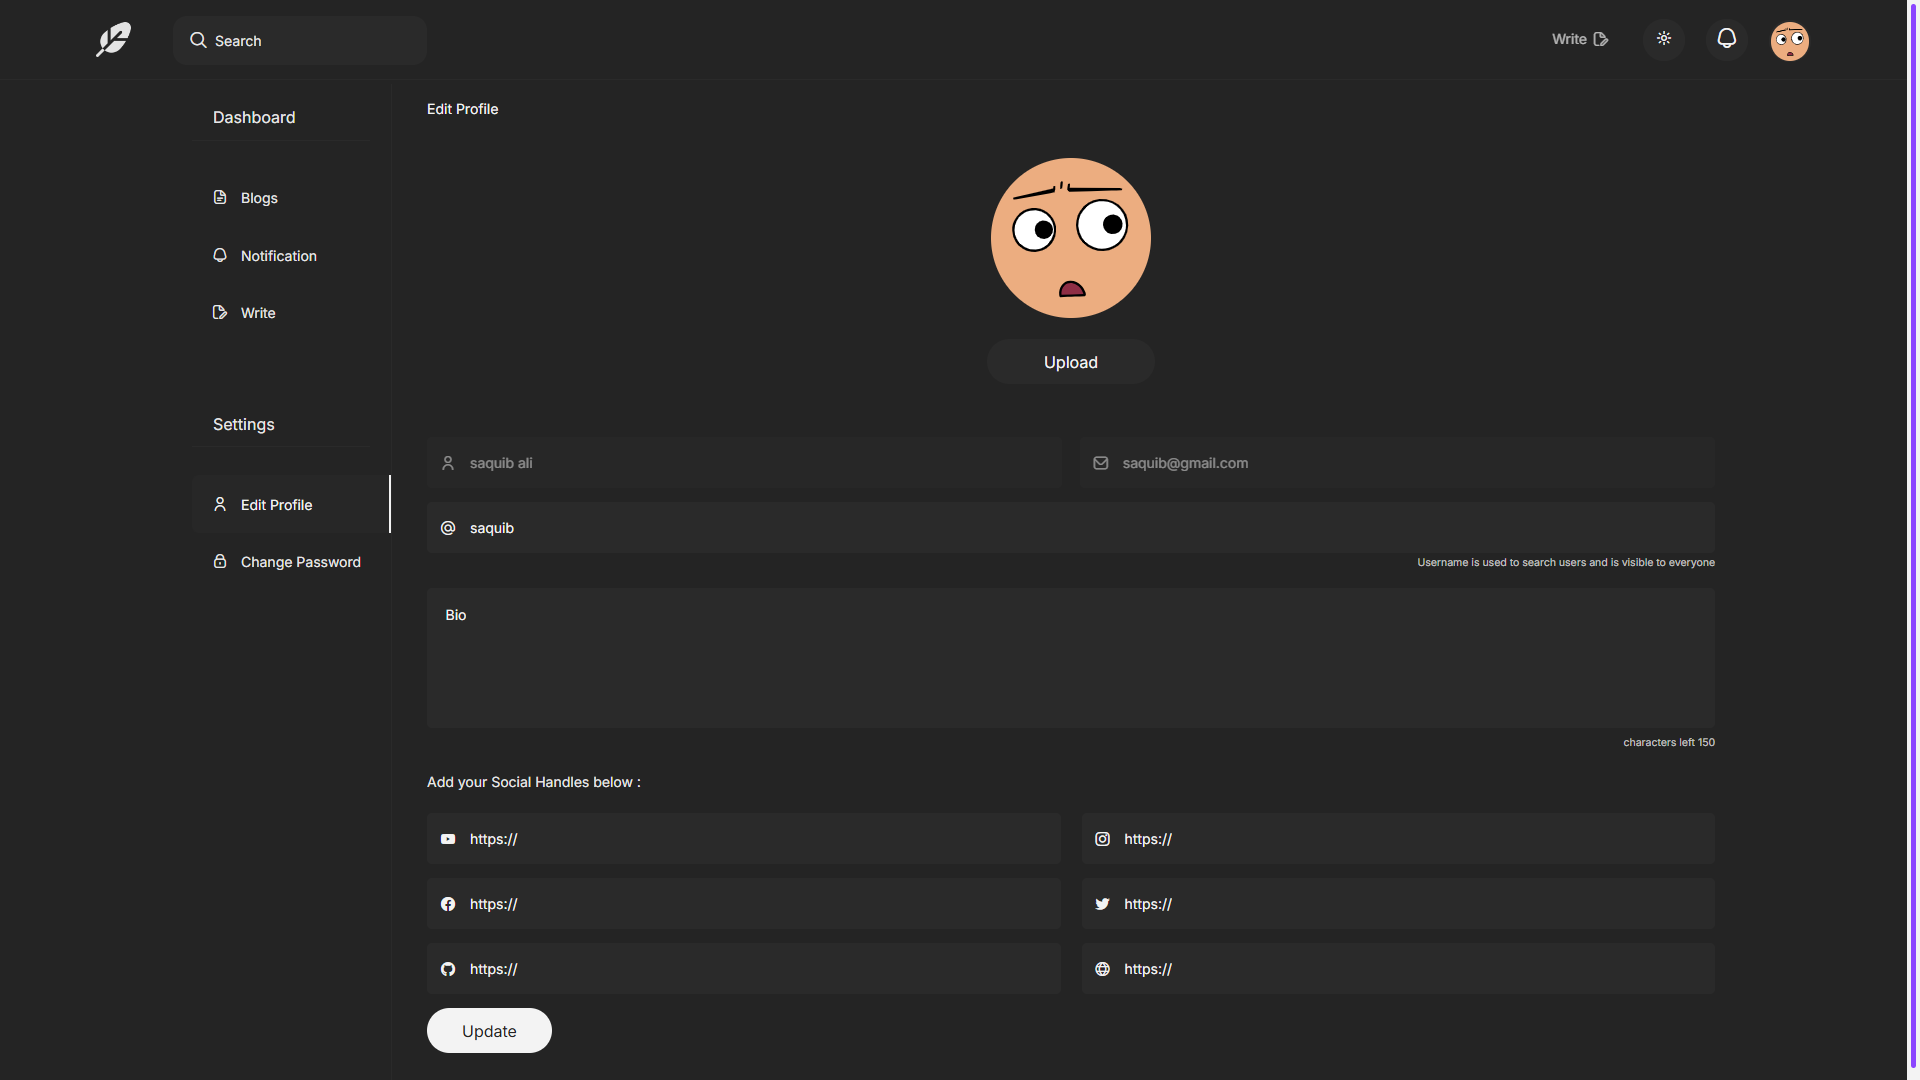 Search
Write
Dashboard
Blogs
Notification
Write
Settings
Edit Profile
Change Password
Edit Profile
Upload
saquib ali
saquib@gmail.com
saquib
Username is used to search users and is visible to everyone
Bio
characters left 150
Add your Social Handles below :
https://
https://
https://
https://
https://
https://
Update